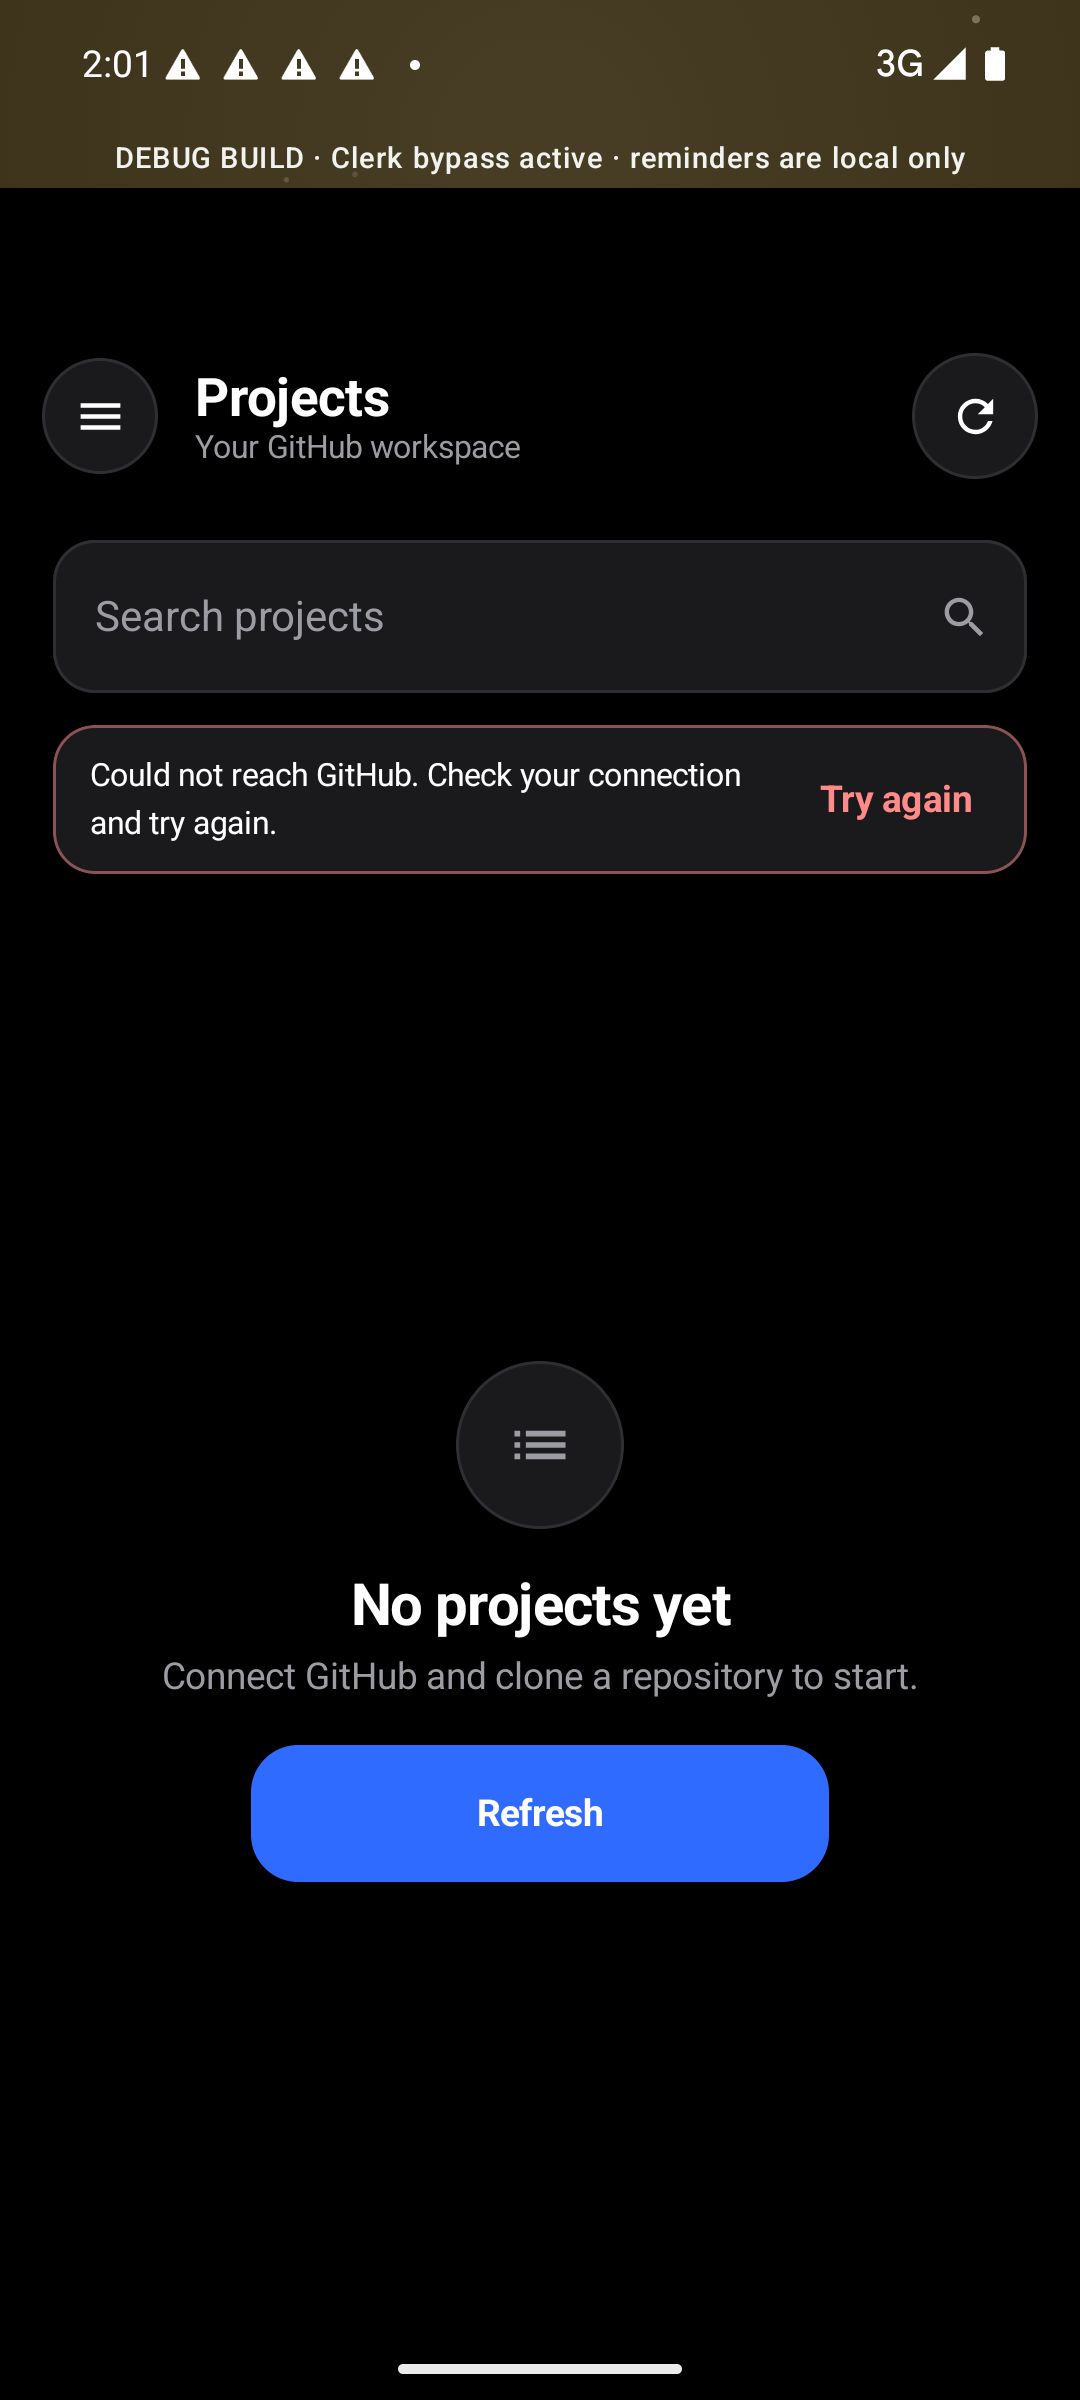 2:01
3G
DEBUG BUILD · Clerk bypass active · reminders are local only
Projects
Your GitHub workspace
Search projects
Could not reach GitHub. Check your connection
and try again.
Try again
No projects yet
Connect GitHub and clone a repository to start.
Refresh